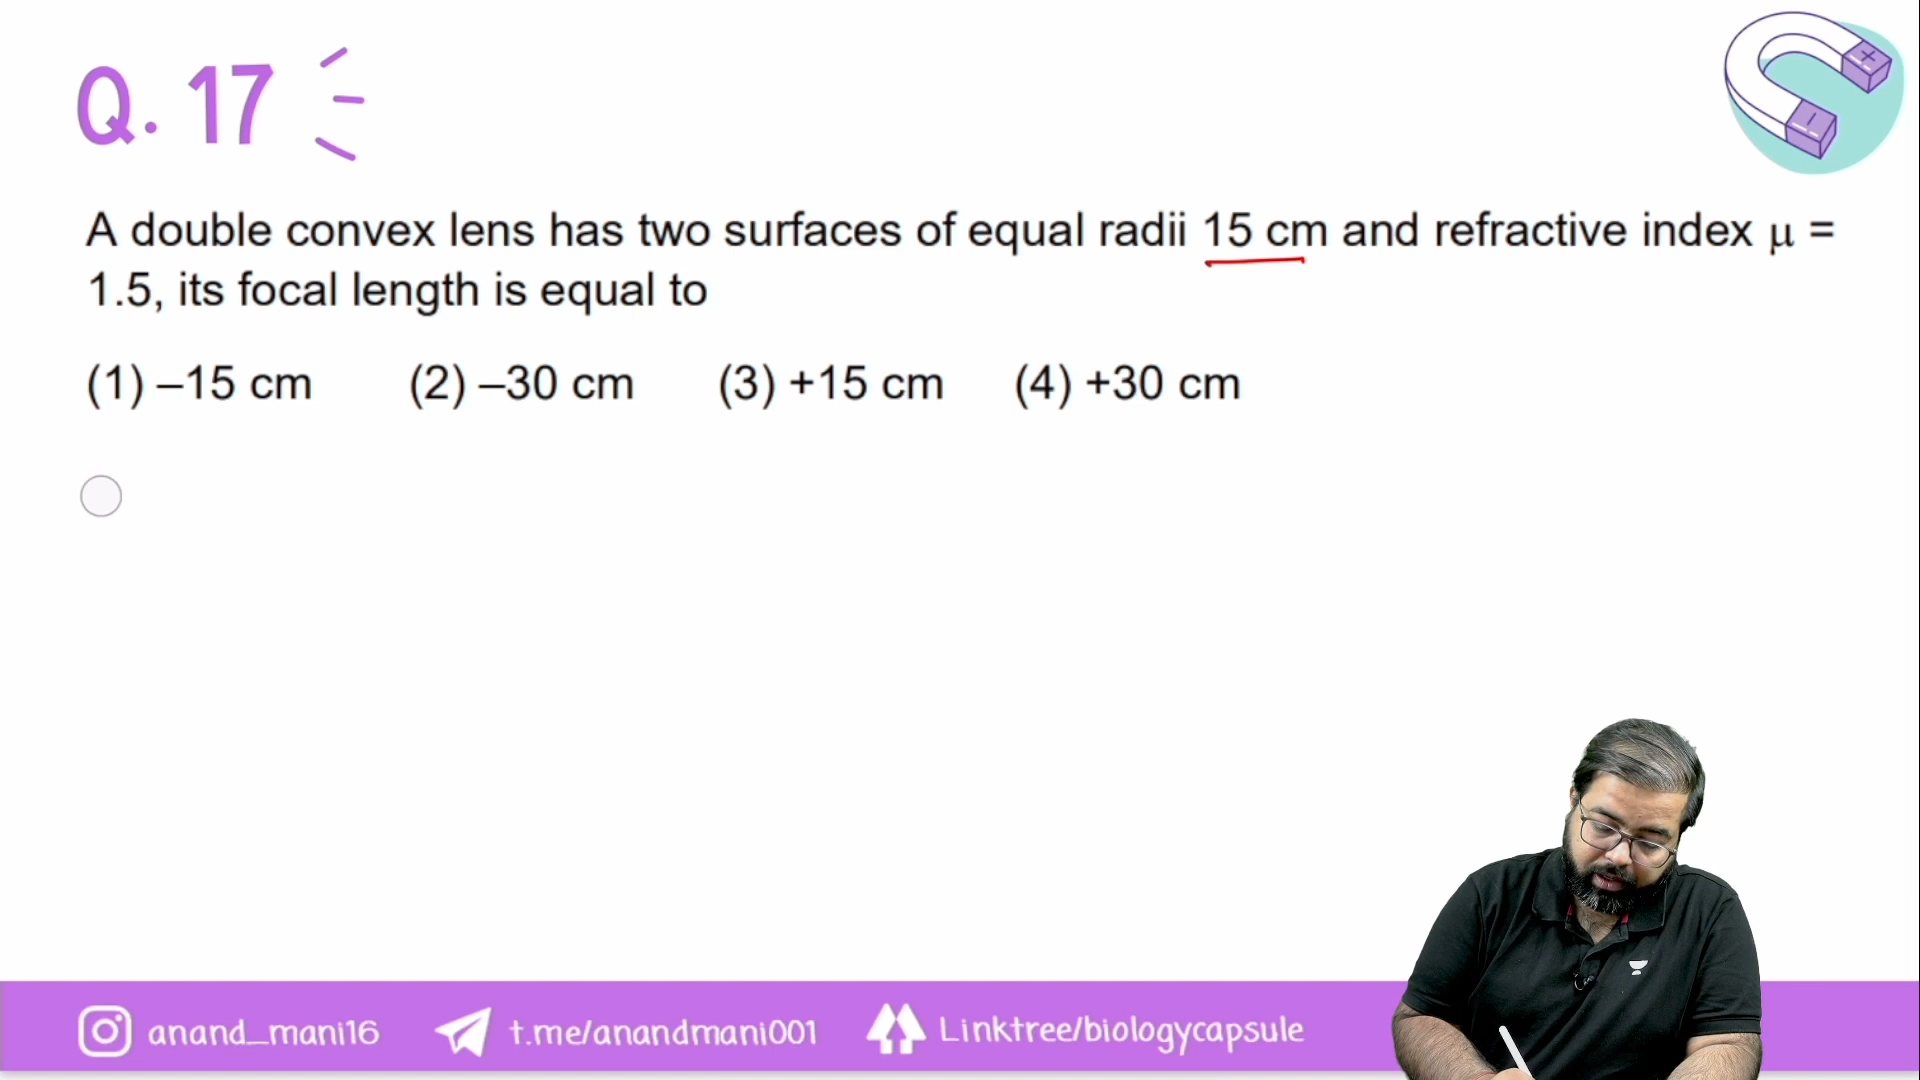 Q. 17
A double convex lens has two surfaces of equal radii 15 cm and refractive index μ =
1.5, its focal length is equal to
(1) –15 cm (2) –30 cm (3) +15 cm (4) +30 cm
anand_mani16 t.me/anandmani001 Linktree/biologycapsule